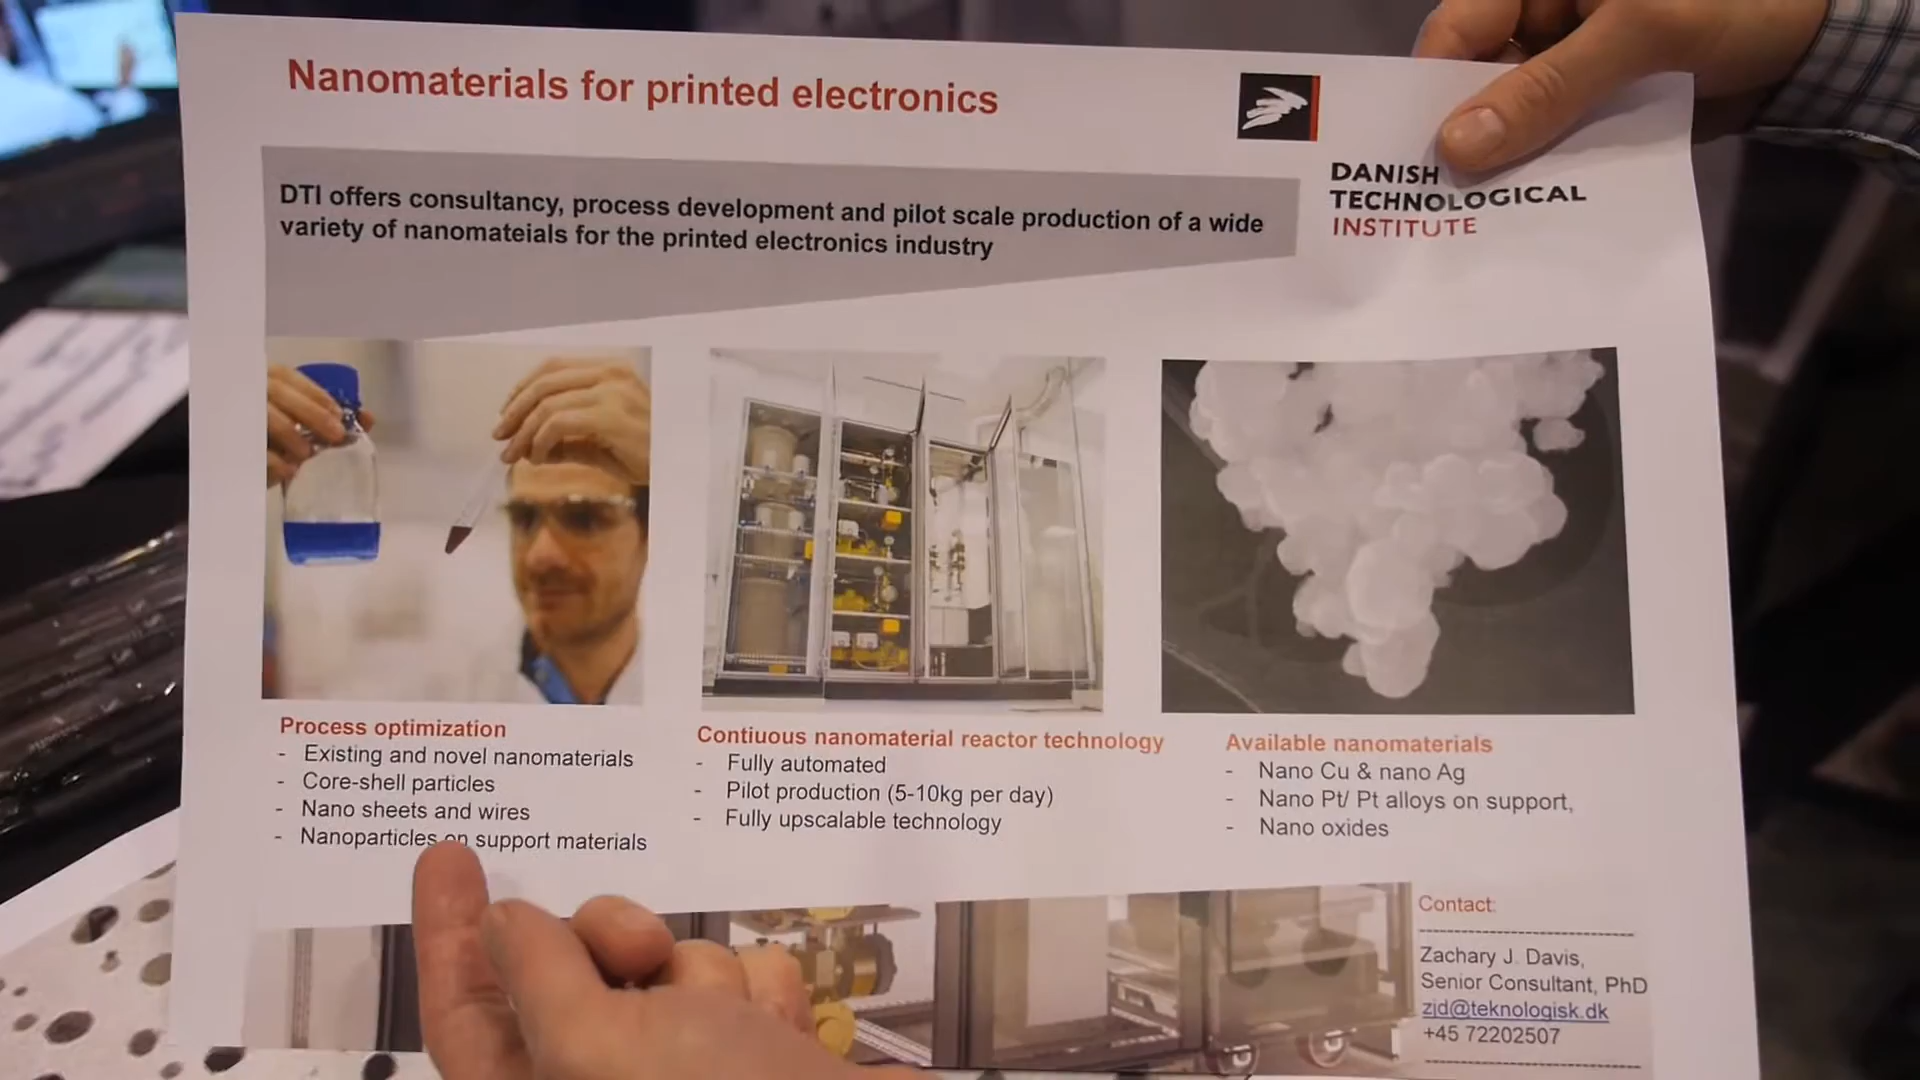 Nanomaterials for printed electronics
DANISH
TECHNOLOGICAL
INSTITUTE
DTI offers consultancy, process development and pilot scale production of a wide
variety of nanomateials for the printed electronics industry
Process optimization
- Existing and novel nanomaterials
- Core-shell particles
- Nano sheets and wires
- Nanoparticles on support materials
Contiuous nanomaterial reactor technology
- Fully automated
- Pilot production (5-10kg per day)
- Fully upscalable technology
Available nanomaterials
- Nano Cu & nano Ag
- Nano Pt/ Pt alloys on support,
- Nano oxides
Contact:
Zachary J. Davis,
Senior Consultant, PhD
zjd@teknologisk.dk
+45 72202507